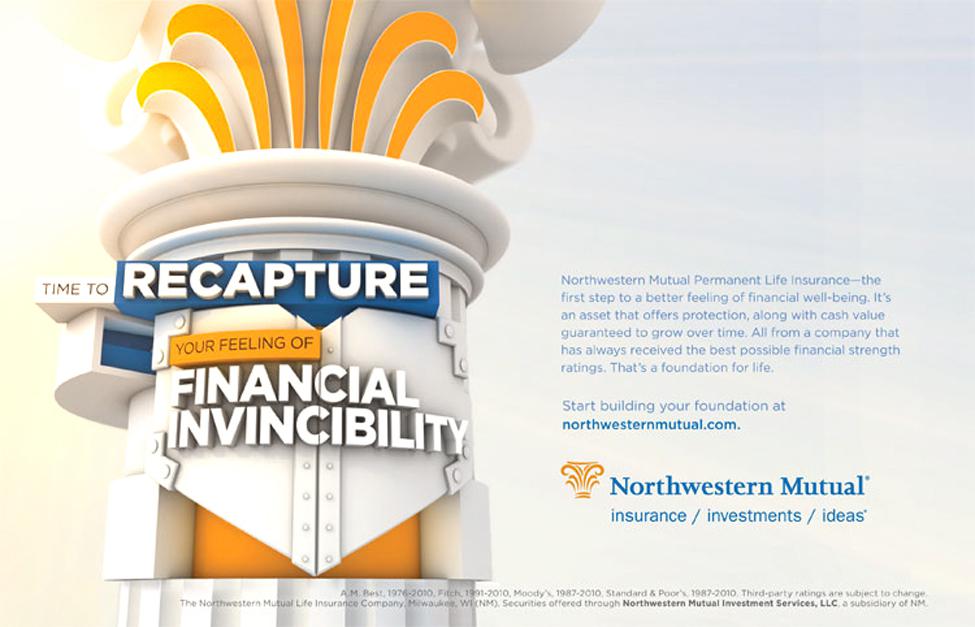 TIME TO RECAPTURE
YOUR FEELING OF
FINANCIAL
INVINCIBILITY
Northwestern Mutual Permanent Life Insurance—the
first step to a better feeling of financial well-being. It's
an asset that offers protection, along with cash value
guaranteed to grow over time. All from a company that
has always received the best possible financial strength
ratings. That's a foundation for life.
Start building your foundation at
northwesternmutual.com.
Northwestern Mutual®
insurance / investments / ideas®
A.M. Best, 1976-2010, Fitch, 1991-2010, Moody's, 1987-2010, Standard & Poor's, 1987-2010. Third-party ratings are subject to change.
The Northwestern Mutual Life Insurance Company, Milwaukee, WI (NM). Securities offered through Northwestern Mutual Investment Services, LLC, a subsidiary of NM.